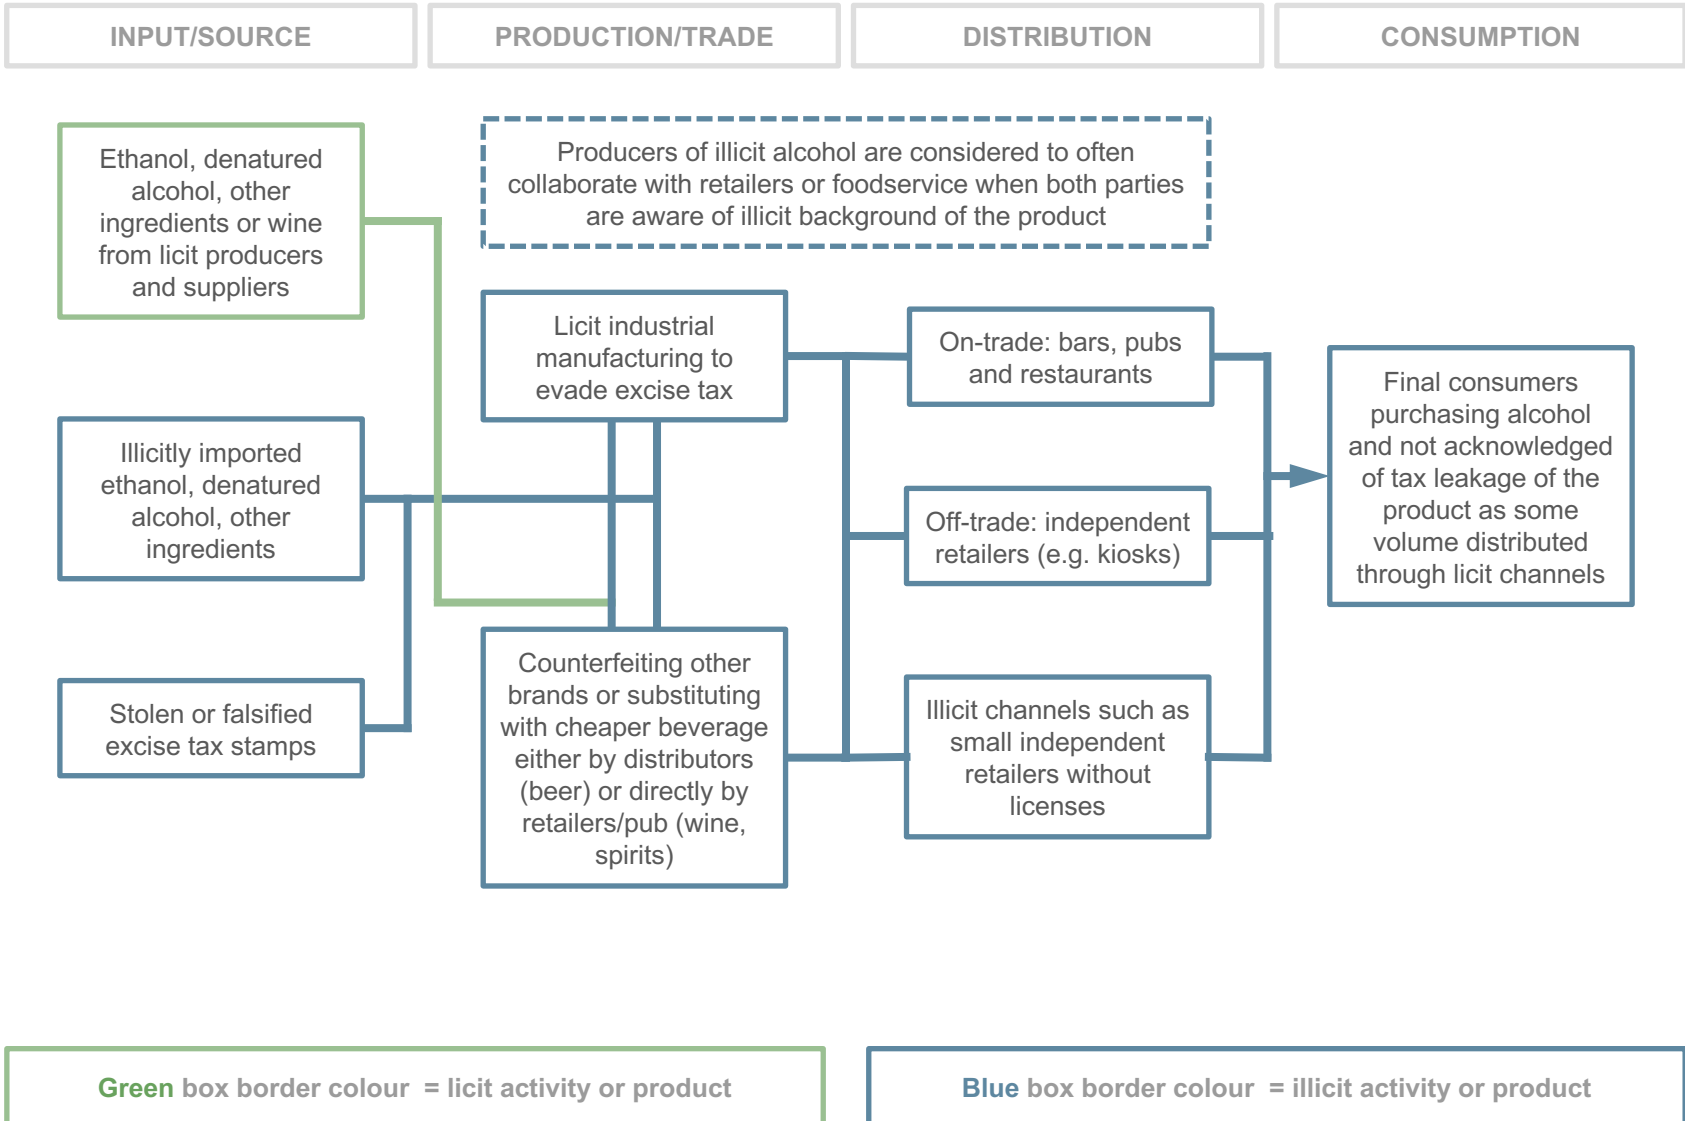 INPUT/SOURCE
PRODUCTION/TRADE
DISTRIBUTION
CONSUMPTION
Ethanol, denatured
alcohol, other
ingredients or wine
from licit producers
and suppliers
Illicitly imported
ethanol, denatured
alcohol, other
ingredients
Stolen or falsified
excise tax stamps
Producers of illicit alcohol are considered to often
collaborate with retailers or foodservice when both parties
are aware of illicit background of the product
Licit industrial
manufacturing to
evade excise tax
Counterfeiting other
brands or substituting
with cheaper beverage
either by distributors
(beer) or directly by
retailers/pub (wine,
spirits)
On-trade: bars, pubs
and restaurants
Off-trade: independent
retailers (e.g. kiosks)
Illicit channels such as
small independent
retailers without
licenses
Final consumers
purchasing alcohol
and not acknowledged
of tax leakage of the
product as some
volume distributed
through licit channels
Green box border colour = licit activity or product
Blue box border colour = illicit activity or product